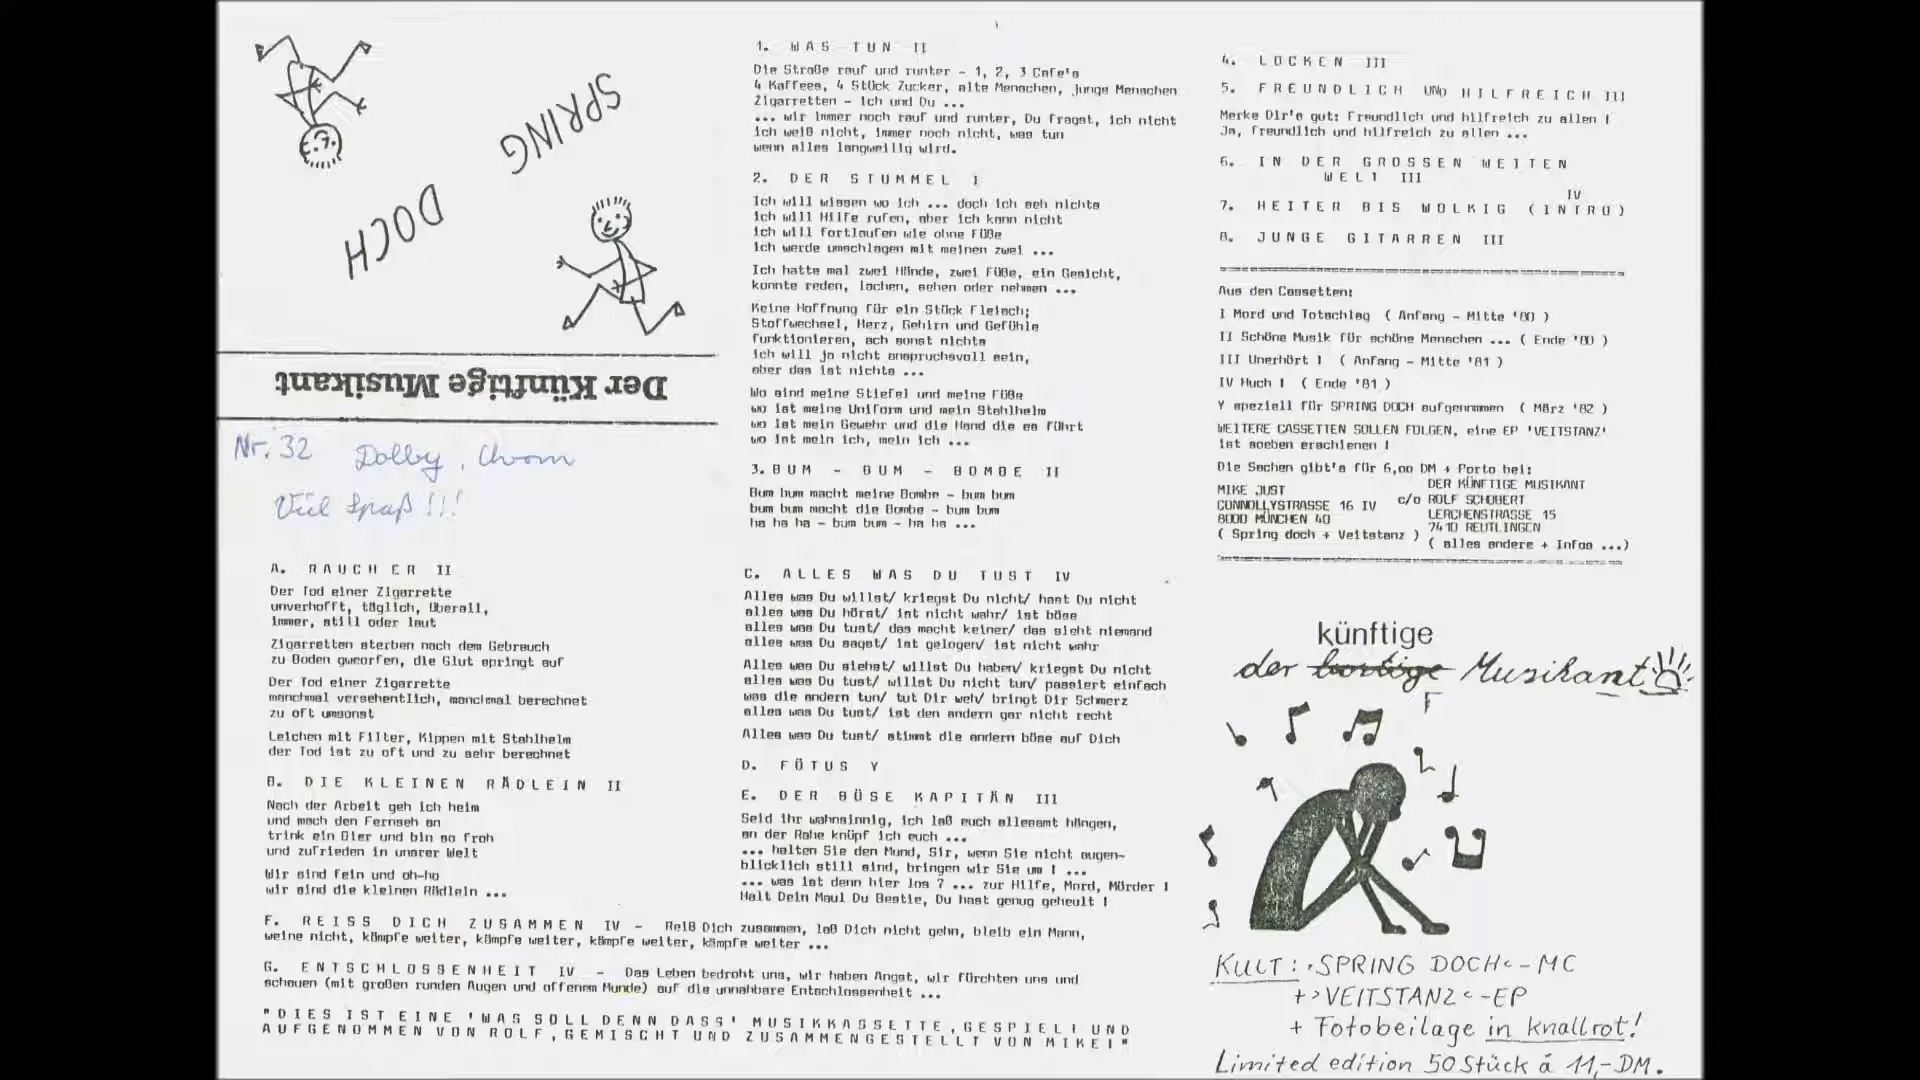 SPRING
DOCH
Der Künftige Musikant
Nr. 32 Dolby, Chrom
Viel Spaß!!!
A. RAUCHER II
Der Tod einer Zigarrette
unverhofft, täglich, überall,
immer, still oder laut
Zigarretten sterben nach dem Gebrauch
zu Boden gworfen, die Glut springt auf
Der Tod einer Zigarrette
manchmal versehentlich, manchmal berechnet
zu oft umsonst
Leichen mit Filter, Kippen mit Stahlhelm
der Tod ist zu oft und zu sehr berechnet
B. DIE KLEINEN RÄDLEIN II
Nach der Arbeit geh ich heim
und mach den Fernseh an
trink ein Bier und bin so froh
und zufrieden in unsrer Welt
Wir sind fein und oh-ho
wir sind die kleinen Rädlein ...
1. WAS TUN II
Die Straße rauf und runter - 1, 2, 3 Cafe's
4 Kaffees, 4 Stück Zucker, alte Menschen, junge Menschen
Zigarretten - ich und Du ...
... wir immer noch rauf und runter, Du fragst, ich nicht
ich weiß nicht, immer noch nicht, was tun
wenn alles langweilig wird.
2. DER STUMMEL I
Ich will wissen wo ich ... doch ich seh nichts
ich will Hilfe rufen, aber ich kann nicht
ich will fortlaufen wie ohne Füße
ich werde umschlagen mit meinen zwei ...
Ich hatte mal zwei Hände, zwei Füße, ein Gesicht,
konnte reden, lachen, sehen oder nehmen ...
Keine Hoffnung für ein Stück Fleisch;
Stoffwechsel, Herz, Gehirn und Gefühle
funktionieren, ach sonst nichts
ich will ja nicht anspruchsvoll sein,
aber das ist nichts ...
Wo sind meine Stiefel und meine Füße
wo ist meine Uniform und mein Stahlhelm
wo ist mein Gewehr und die Hand die es führt
wo ist mein ich, mein ich ...
3. BUM - BUM - BOMBE II
Bum bum macht meine Bombe - bum bum
bum bum macht die Bombe - bum bum
ha ha ha - bum bum - ha ha ...
C. ALLES WAS DU TUST IV
Alles was Du willst/ kriegst Du nicht/ hast Du nicht
alles was Du hörst/ ist nicht wahr/ ist böse
alles was Du tust/ das macht keiner/ das sieht niemand
alles was Du sagst/ ist gelogen/ ist nicht wahr
Alles was Du siehst/ willst Du haben/ kriegst Du nicht
alles was Du tust/ willst Du nicht tun/ passiert einfach
was die andern tun/ tut Dir weh/ bringt Dir Schmerz
alles was Du tust/ ist den andern gar nicht recht
Alles was Du tust/ stimmt die andern böse auf Dich
D. FÖTUS Y
E. DER BÖSE KAPITÄN III
Seid ihr wahnsinnig, ich laß euch allesamt hängen,
an der Rahe knüpf ich euch ...
... halten Sie den Mund, Sir, wenn Sie nicht augen-
blicklich still sind, bringen wir Sie um ! ...
... was ist denn hier los ? ... zur Hilfe, Mord, Mörder !
Halt Dein Maul Du Bestie, Du hast genug geheult !
F. REISS DICH ZUSAMMEN IV - Reiß Dich zusammen, laß Dich nicht gehn, bleib ein Mann,
weine nicht, kämpfe weiter, kämpfe weiter, kämpfe weiter, kämpfe weiter ...
G. ENTSCHLOSSENHEIT IV - Das Leben bedroht uns, wir haben Angst, wir fürchten uns und
schauen (mit großen runden Augen und offenem Munde) auf die unnahbare Entschlossenheit ...
"DIES IST EINE 'WAS SOLL DENN DASS' MUSIKKASSETTE, GESPIELT UND
AUFGENOMMEN VON ROLF, GEMISCHT UND ZUSAMMENGESTELLT VON MIKE!"
4. LOCKEN III
5. FREUNDLICH UND HILFREICH III
Merke Dir's gut: Freundlich und hilfreich zu allen !
Ja, freundlich und hilfreich zu allen ...
6. IN DER GROSSEN WEITEN
WELT III
IV
7. HEITER BIS WOLKIG (INTRO)
8. JUNGE GITARREN III
Aus den Cassetten:
I Mord und Totschlag ( Anfang - Mitte '80 )
II Schöne Musik für schöne Menschen ... ( Ende '80 )
III Unerhört ! ( Anfang - Mitte '81 )
IV Huch ! ( Ende '81 )
Y speziell für SPRING DOCH aufgenommen ( März '82 )
WEITERE CASSETTEN SOLLEN FOLGEN, eine EP 'VEITSTANZ'
ist soeben erschienen !
Die Sachen gibt's für 6,oo DM + Porto bei:
MIKE JUST
CONNOLLYSTRASSE 16 IV
8000 MÜNCHEN 40
( Spring doch + Veitstanz )
DER KÜNFTIGE MUSIKANT
c/o ROLF SCHOBERT
LERCHENSTRASSE 15
7410 REUTLINGEN
( alles andere + Infos ...)
künftige
der Musikant
KULT: >SPRING DOCH< -MC
+ >VEITSTANZ< -EP
+ Fotobeilage in knallrot!
Limited edition 50 Stück á 11,-DM.